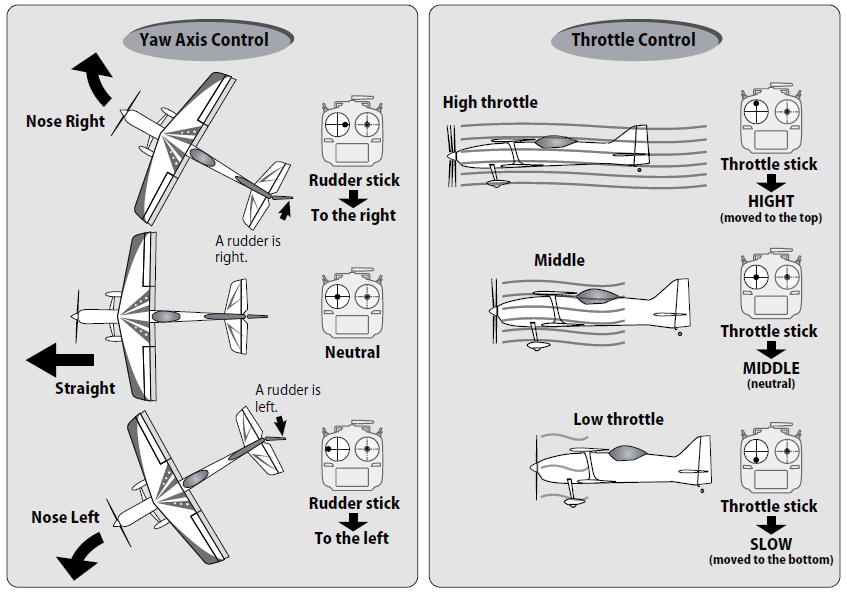 Yaw Axis Control
Nose Right
Rudder stick
To the right
A rudder is
right.
Neutral
Straight
A rudder is
left.
Nose Left
Rudder stick
To the left
Throttle Control
High throttle
Throttle stick
HIGHT
(moved to the top)
Middle
Throttle stick
MIDDLE
(neutral)
Low throttle
Throttle stick
SLOW
(moved to the bottom)